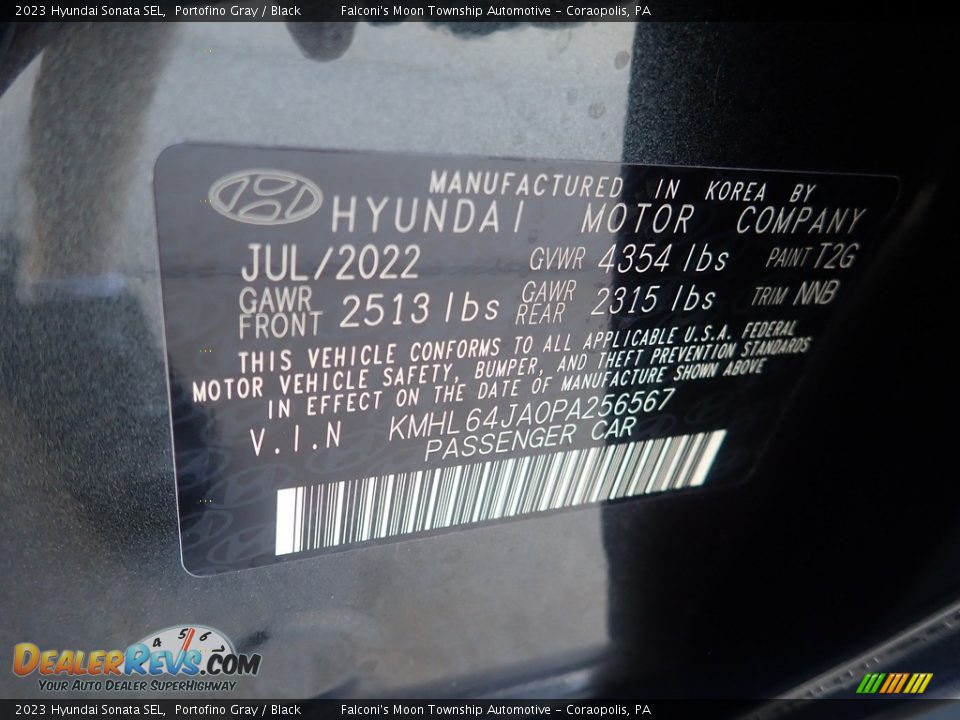 2023 Hyundai Sonata SEL, Portofino Gray / Black Falconi's Moon Township Automotive - Coraopolis, PA
MANUFACTURED IN KOREA BY
HYUNDAI MOTOR COMPANY
JUL/2022 GVWR 4354 lbs PAINT T2G
GAWR FRONT 2513 lbs GAWR REAR 2315 lbs TRIM NNB
THIS VEHICLE CONFORMS TO ALL APPLICABLE U.S.A. FEDERAL
MOTOR VEHICLE SAFETY, BUMPER, AND THEFT PREVENTION STANDARDS
IN EFFECT ON THE DATE OF MANUFACTURE SHOWN ABOVE
V.I.N KMHL64JA0PA256567
PASSENGER CAR
4 5 6
DEALERREVS.COM
YOUR AUTO DEALER SUPERHIGHWAY
2023 Hyundai Sonata SEL, Portofino Gray / Black Falconi's Moon Township Automotive - Coraopolis, PA